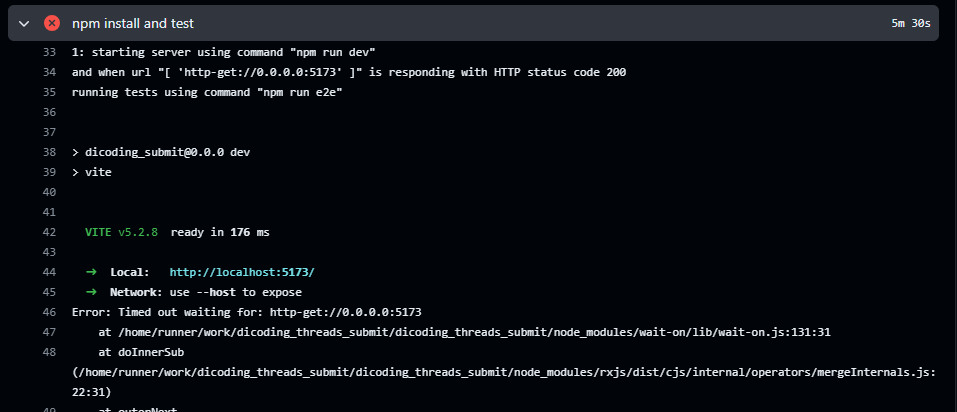 npm install and test 5m 30s
33 1: starting server using command "npm run dev"
34 and when url "[ 'http-get://0.0.0.0:5173' ]" is responding with HTTP status code 200
35 running tests using command "npm run e2e"
36
37
38 > dicoding_submit@0.0.0 dev
39 > vite
40
41
42 VITE v5.2.8 ready in 176 ms
43
44 ➜ Local: http://localhost:5173/
45 ➜ Network: use --host to expose
46 Error: Timed out waiting for: http-get://0.0.0.0:5173
47 at /home/runner/work/dicoding_threads_submit/dicoding_threads_submit/node_modules/wait-on/lib/wait-on.js:131:31
48 at doInnerSub
(/home/runner/work/dicoding_threads_submit/dicoding_threads_submit/node_modules/rxjs/dist/cjs/internal/operators/mergeInternals.js:
22:31)
49 at outerNext